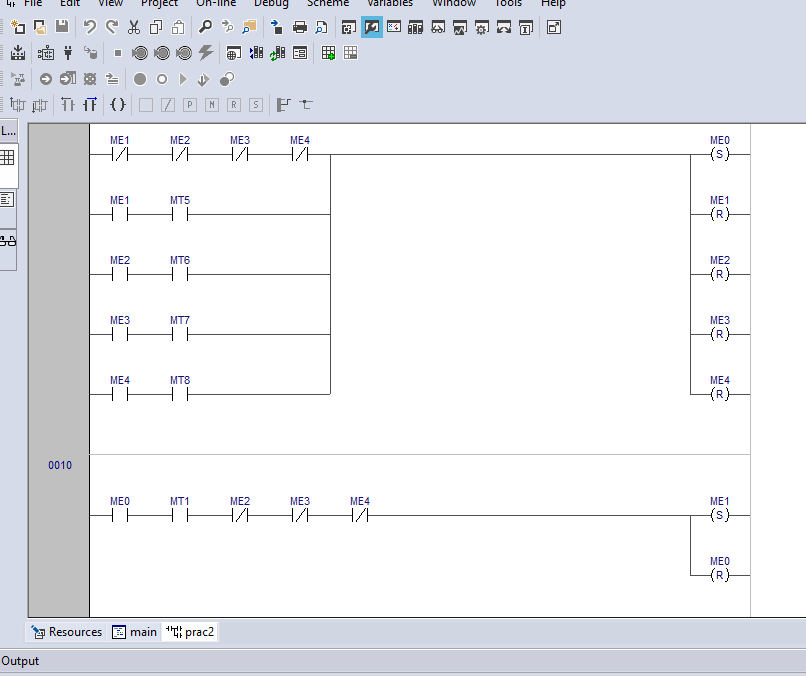 File Edit View Project On-line Debug Scheme Variables Window Tools Help
P N R S
L...
ME1 ME2 ME3 ME4 ME0
S
ME1 MT5 ME1
R
ME2 MT6 ME2
R
ME3 MT7 ME3
R
ME4 MT8 ME4
R
0010
ME0 MT1 ME2 ME3 ME4 ME1
S
ME0
R
Resources main prac2
Output